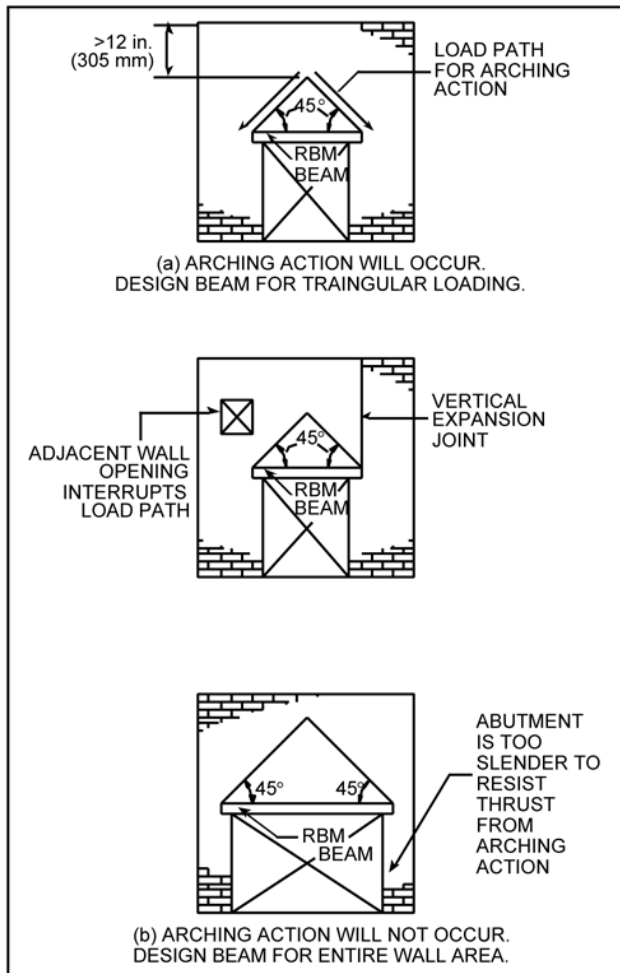 >12 in.
(305 mm)
LOAD PATH
FOR ARCHING
ACTION
45°
RBM
BEAM
(a) ARCHING ACTION WILL OCCUR.
DESIGN BEAM FOR TRAINGULAR LOADING.
VERTICAL
EXPANSION
JOINT
45°
ADJACENT WALL
OPENING
INTERRUPTS
LOAD PATH
RBM
BEAM
ABUTMENT
IS TOO
SLENDER TO
RESIST
THRUST
FROM
ARCHING
ACTION
45° 45°
RBM
BEAM
(b) ARCHING ACTION WILL NOT OCCUR.
DESIGN BEAM FOR ENTIRE WALL AREA.